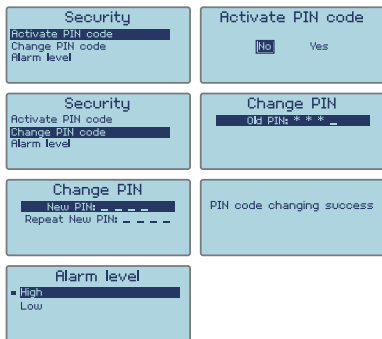 Security
Activate PIN code
Change PIN code
Alarm level
Activate PIN code
No Yes
Security
Activate PIN code
Change PIN code
Alarm level
Change PIN
Old PIN: * * * _
Change PIN
New PIN: _ _ _ _
Repeat New PIN: _ _ _ _
PIN code changing success
Alarm level
High
Low